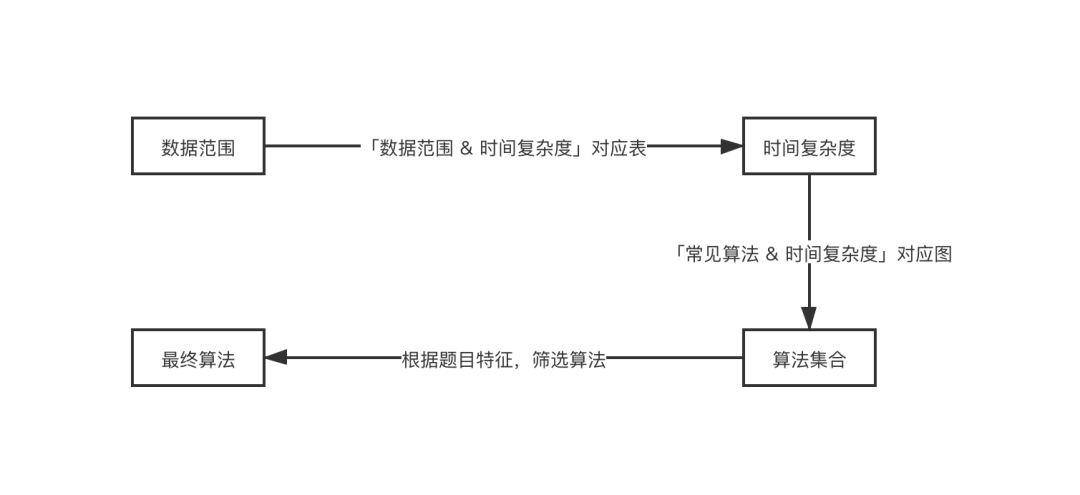 数据范围
「数据范围 & 时间复杂度」对应表
时间复杂度
「常见算法 & 时间复杂度」对应图
算法集合
根据题目特征，筛选算法
最终算法